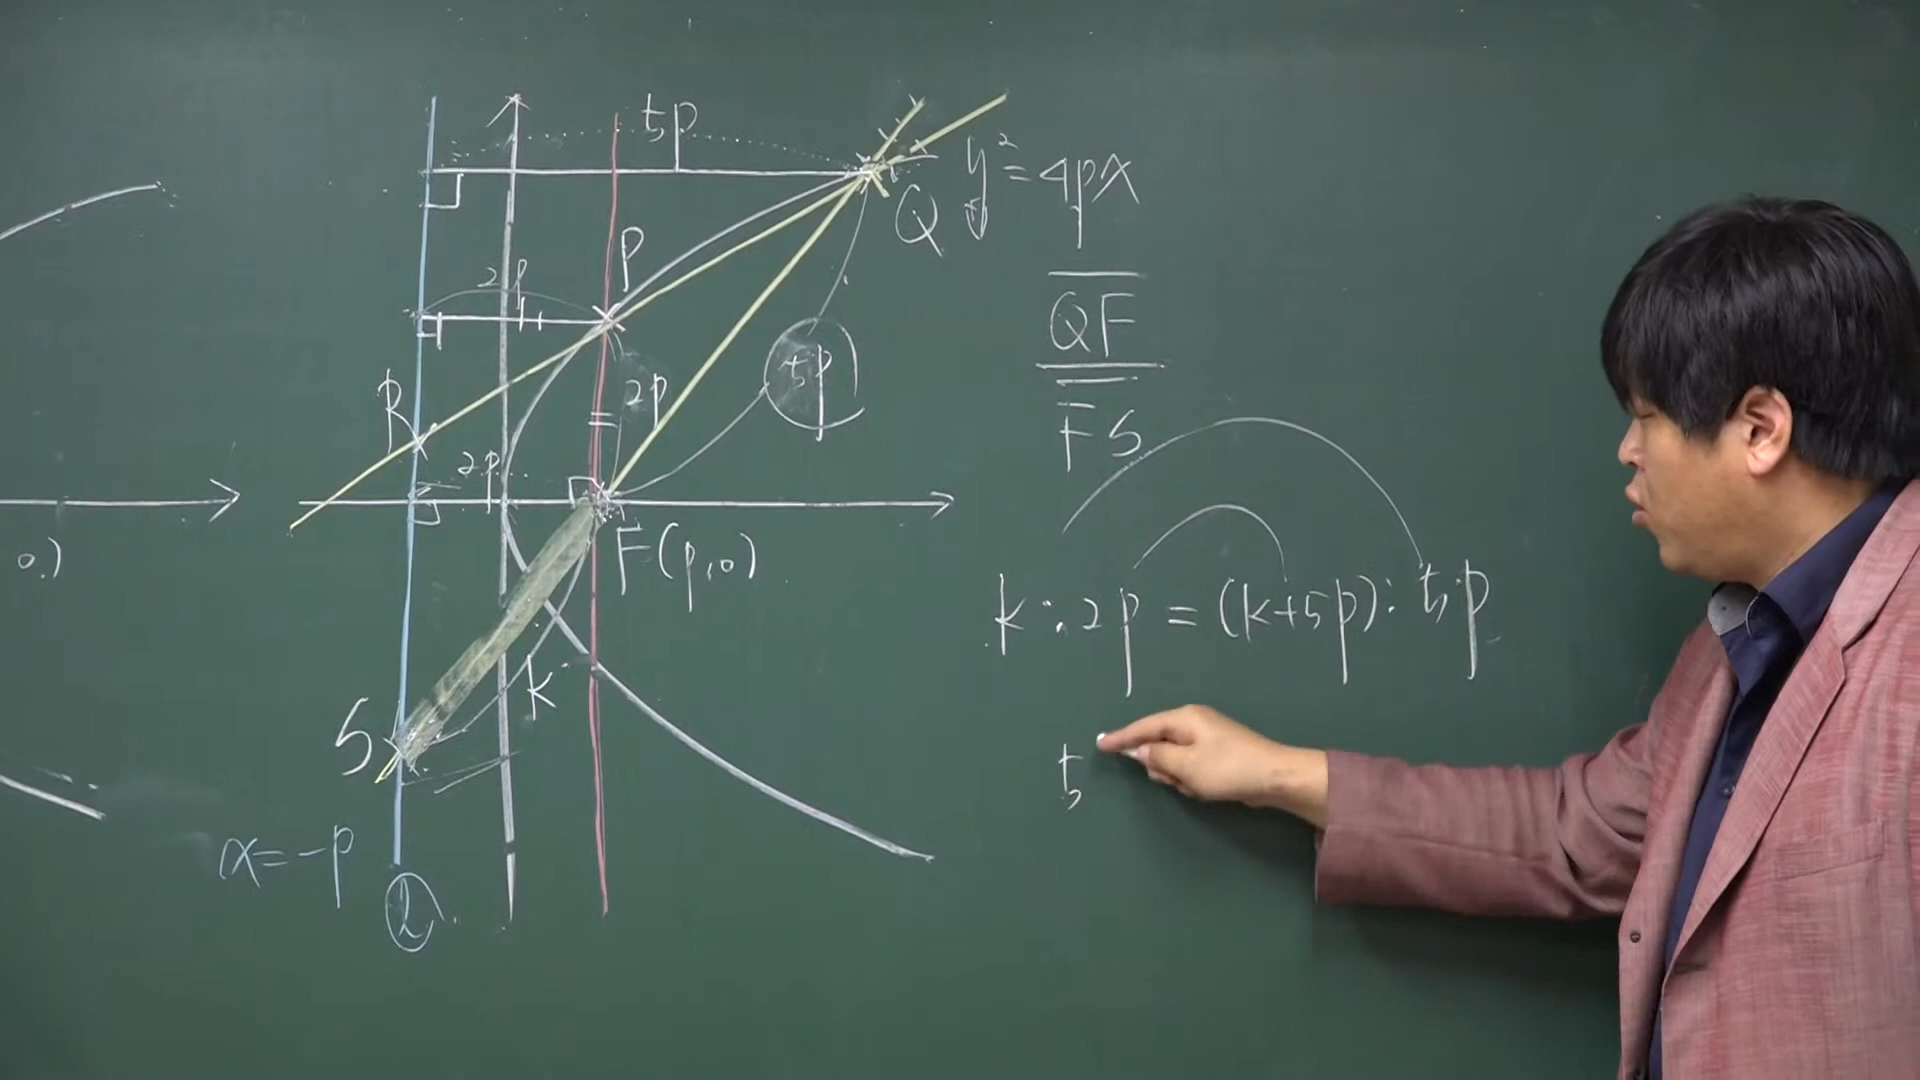 5p
Q
y² = 4px
P
2p
QF
FS
5p
2p
R
2p
0.)
F(p,0)
k : 2p = (k+5p) : 5p
k
S
5
x=-p
l